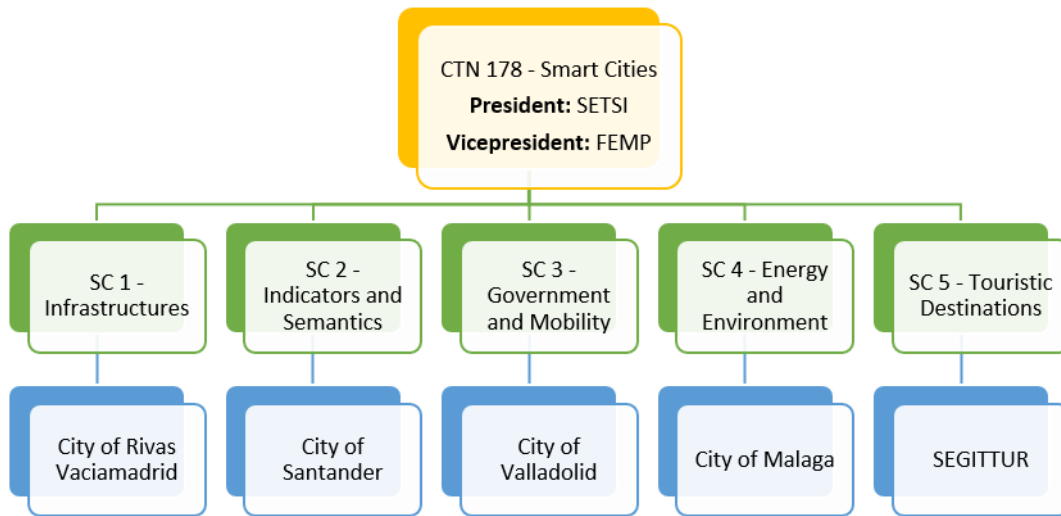 CTN 178 - Smart Cities
President: SETSI
Vicepresident: FEMP
SC 1 -
Infrastructures
SC 2 -
Indicators and
Semantics
SC 3 -
Government
and Mobility
SC 4 - Energy
and
Environment
SC 5 - Touristic
Destinations
City of Rivas
Vaciamadrid
City of
Santander
City of
Valladolid
City of Malaga
SEGITTUR